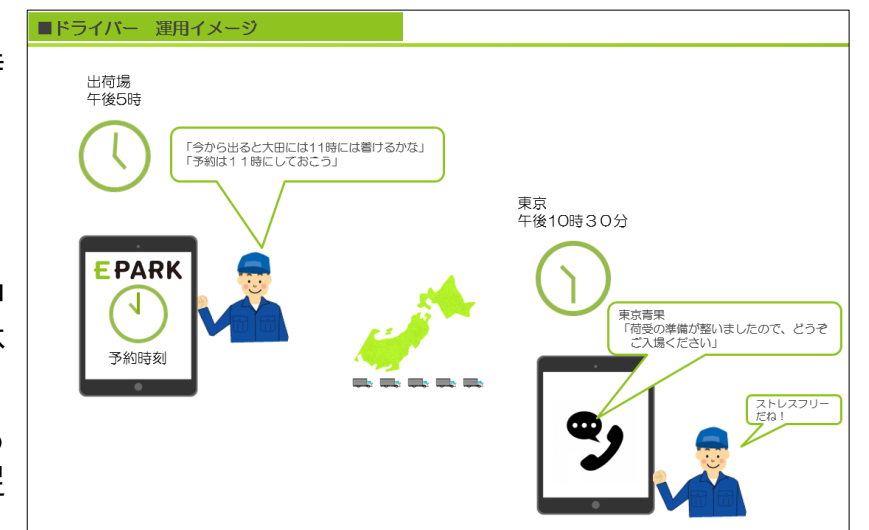 ■ドライバー　運用イメージ
出荷場
午後5時
「今から出ると大田には11時には着けるかな」
「予約は１１時にしておこう」
東京
午後10時３０分
EPARK
予約時刻
東京青果
「荷受の準備が整いましたので、どうぞ
ご入場ください」
ストレスフリー
だね！